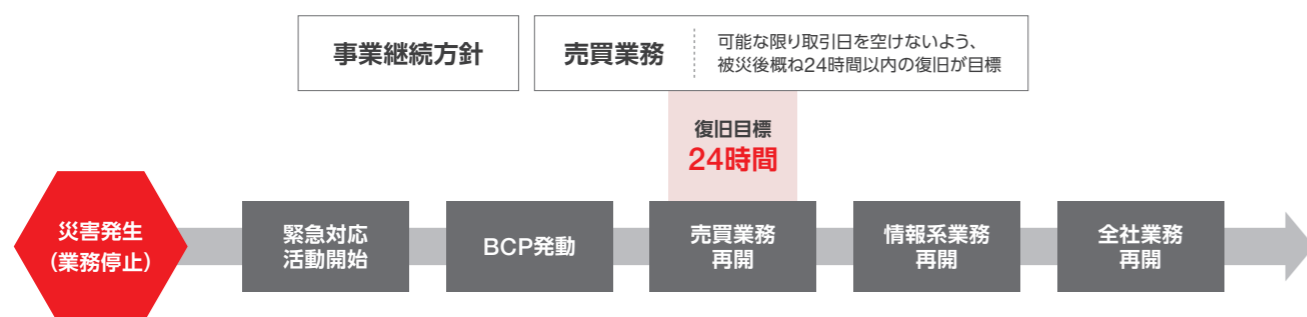 事業継続方針
売買業務
可能な限り取引日を空けないよう、
被災後概ね24時間以内の復旧が目標
復旧目標
24時間
災害発生
（業務停止）
緊急対応
活動開始
BCP発動
売買業務
再開
情報系業務
再開
全社業務
再開